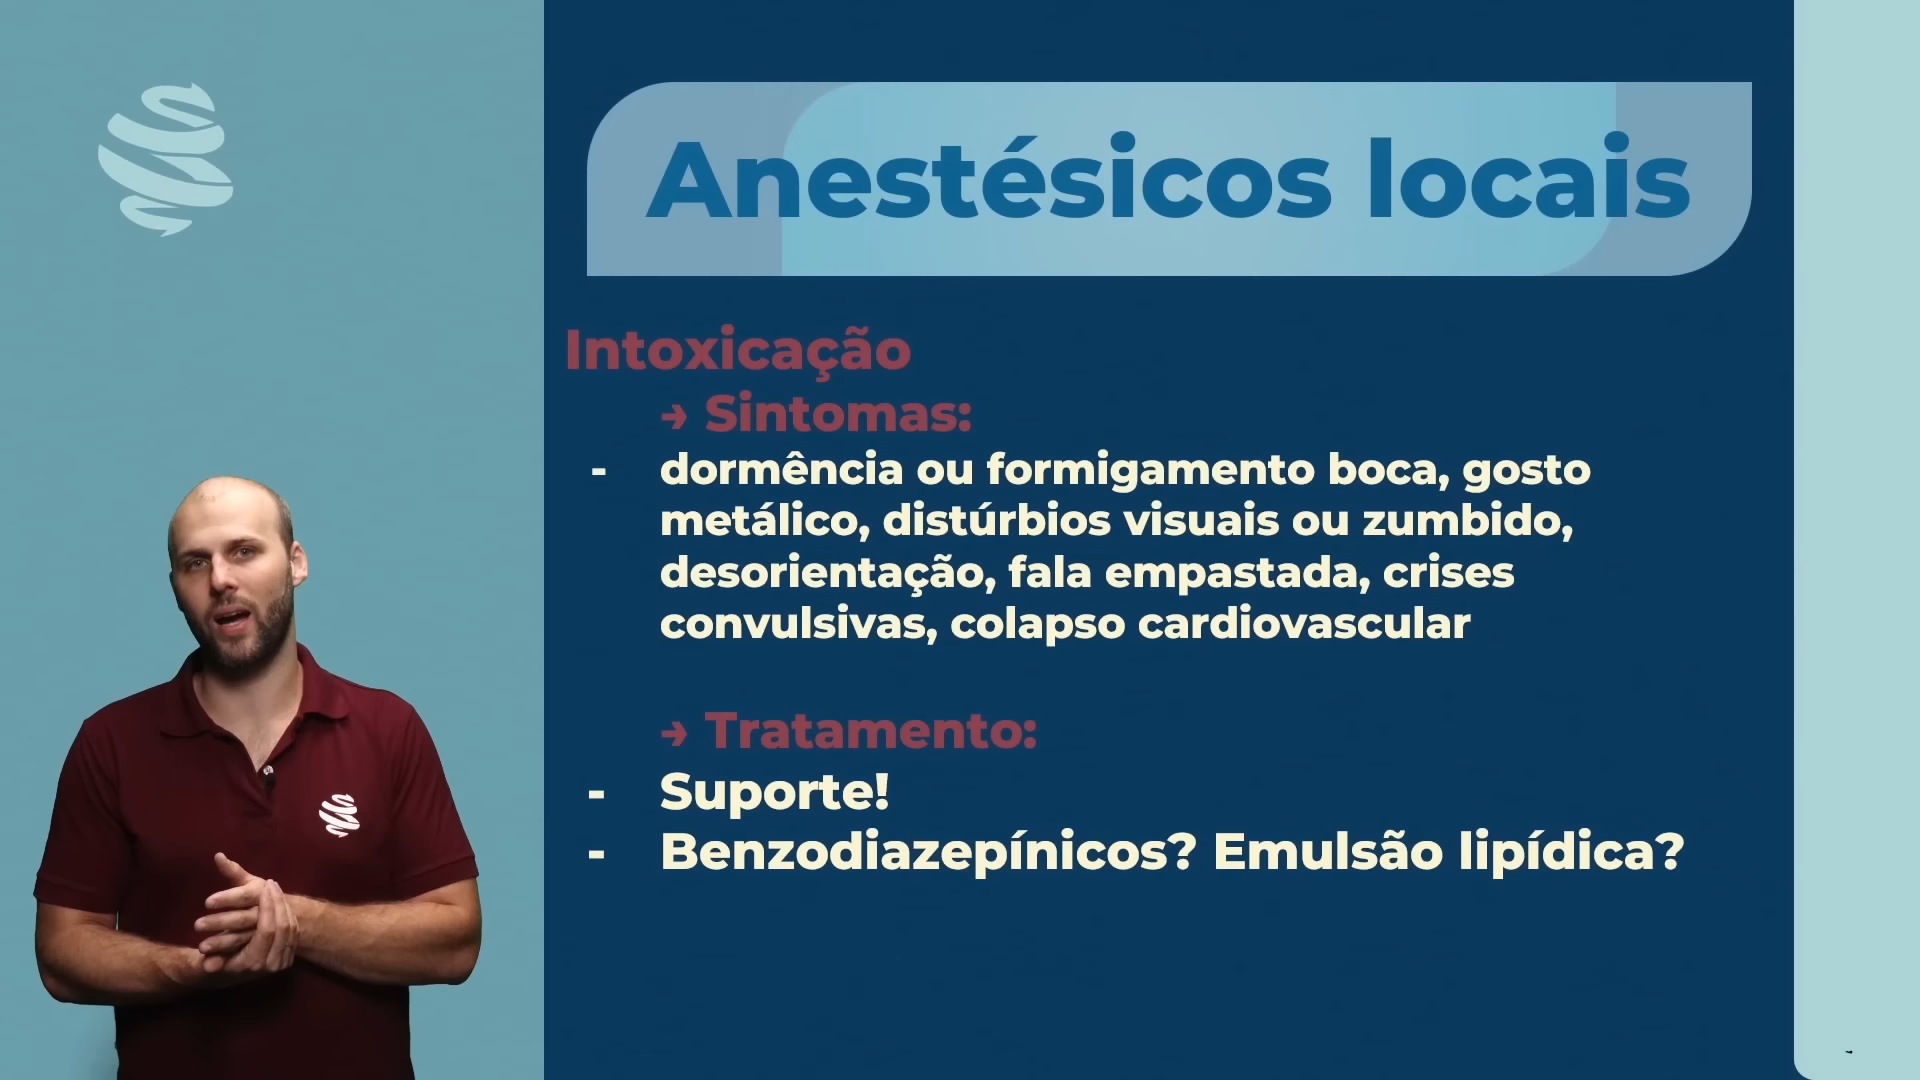 Anestésicos locais
Intoxicação
→ Sintomas:
- dormência ou formigamento boca, gosto
metálico, distúrbios visuais ou zumbido,
desorientação, fala empastada, crises
convulsivas, colapso cardiovascular
→ Tratamento:
- Suporte!
- Benzodiazepínicos? Emulsão lipídica?